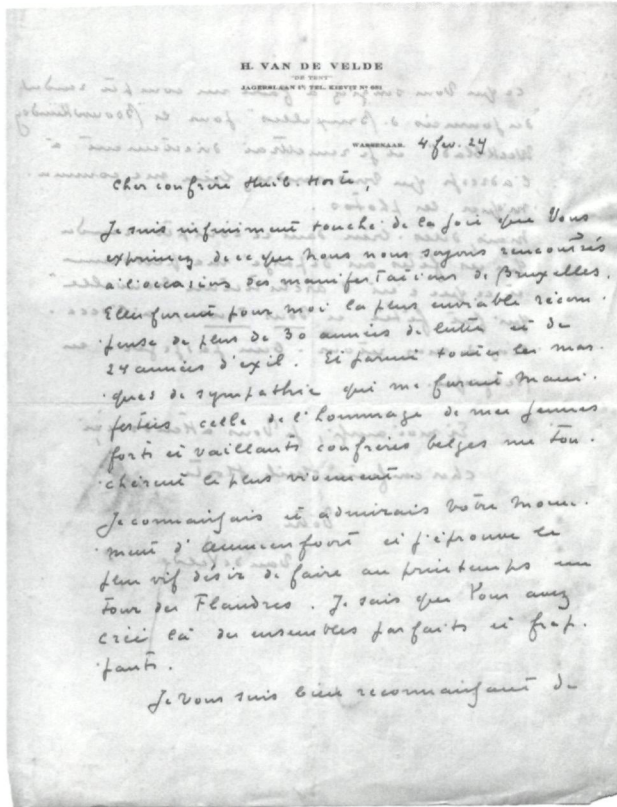 H. VAN DE VELDE
"DE TENT"
JAGERSLAAN 17 TEL. KIEVIT Nº 601
WASSENAAR. 4 fev. 27
Cher confrère Huib Hoste,
Je suis infiniment touché de la joie que Vous
exprimez de ce que nous nous soyons rencontrés
à l'occasion des manifestations de Bruxelles.
Elles furent pour moi la plus enviable récom-
pense de plus de 30 années de lutte et de
27 années d'exil. Et parmi toutes les mar-
ques de sympathie qui me furent mani-
festées celle de l'hommage de mes jeunes
forts et vaillants confrères belges me tou-
chèrent le plus vivement.
Je connaissais et admirais Votre monu-
ment d' et j'éprouve le
plus vif désir de faire au printemps un
tour des Flandres. Je sais que Vous avez
créé là des ensembles parfaits et frap-
pants.
Je vous suis bien reconnaissant de